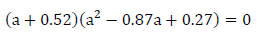 (a + 0.52)(a² − 0.87a + 0.27) = 0